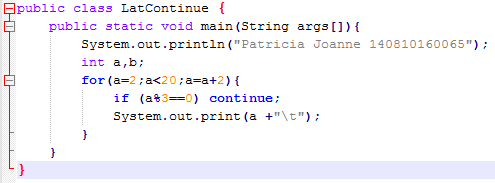 public class LatContinue {
public static void main(String args[]){
System.out.println("Patricia Joanne 140810160065");
int a,b;
for(a=2;a<20;a=a+2){
if (a%3==0) continue;
System.out.print(a +"\t");
}
}
}